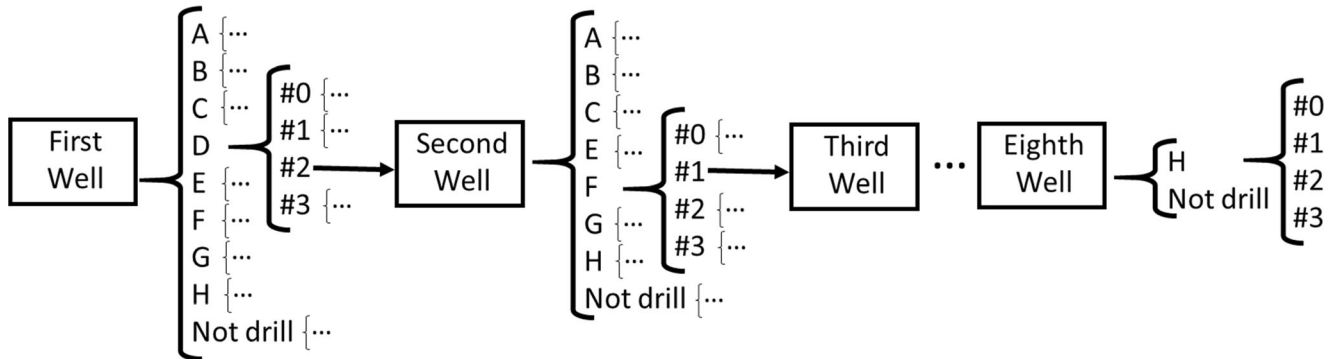 First
Well
A {...
B {...
C {...
D
E {...
F {...
G {...
H {...
Not drill {...
#0 {...
#1 {...
#2
#3 {...
Second
Well
A {...
B {...
C {...
E {...
F
G {...
H {...
Not drill {...
#0 {...
#1
#2 {...
#3 {...
Third
Well
...
Eighth
Well
H
Not drill
#0
#1
#2
#3